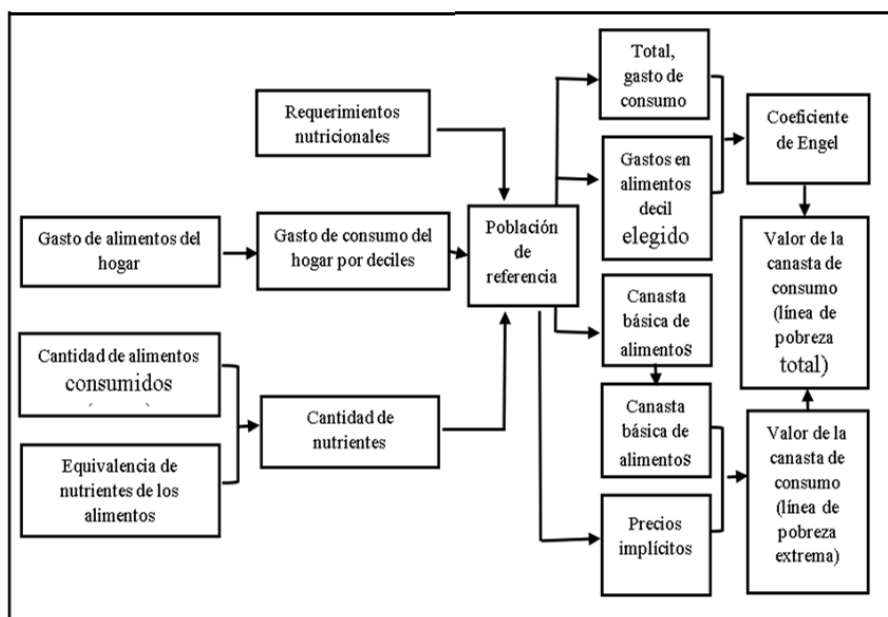 Requerimientos
nutricionales
Gasto de alimentos del
hogar
Gasto de consumo del
hogar por deciles
Cantidad de alimentos
consumidos
Equivalencia de
nutrientes de los
alimentos
Cantidad de
nutrientes
Población
de
referencia
Total,
gasto de
consumo
Gastos en
alimentos
decil
elegido
Canasta
básica de
alimentos
Canasta
básica de
alimentos
Precios
implícitos
Coeficiente
de Engel
Valor de la
canasta de
consumo
(línea de
pobreza
total)
Valor de la
canasta de
consumo
(línea de
pobreza
extrema)